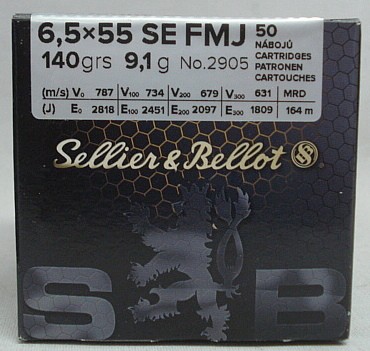 6,5×55 SE FMJ 50
NÁBOJŮ
140grs 9,1 g No.2905 CARTRIDGES
PATRONEN
CARTOUCHES
(m/s) V₀ 787 V₁₀₀ 734 V₂₀₀ 679 V₃₀₀ 631 MRD
(J) E₀ 2818 E₁₀₀ 2451 E₂₀₀ 2097 E₃₀₀ 1809 164 m
Sellier & Bellot
S B